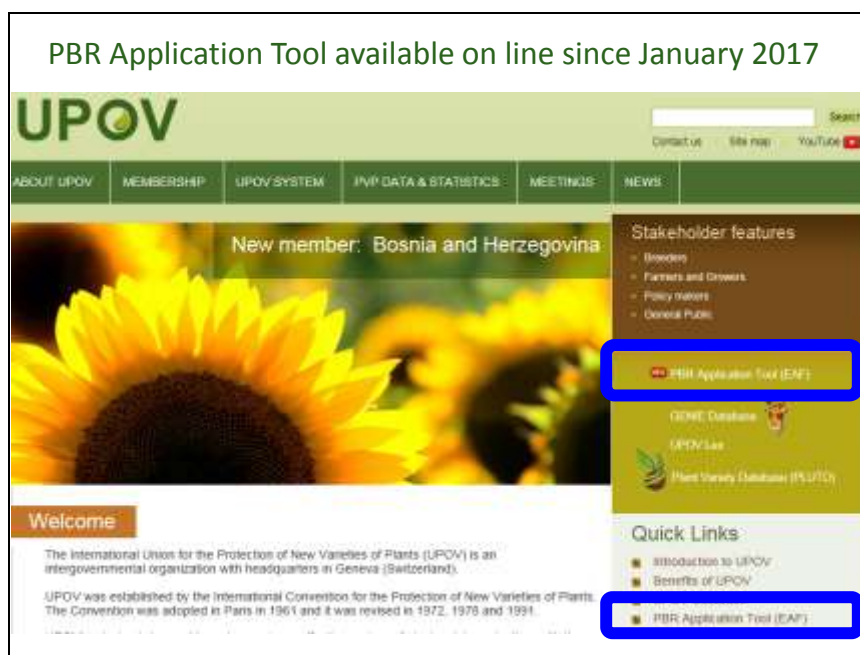 PBR Application Tool available on line since January 2017
UPOV
Search
Contact us Site map YouTube
ABOUT UPOV MEMBERSHIP UPOV SYSTEM PVP DATA & STATISTICS MEETINGS NEWS
New member: Bosnia and Herzegovina
Stakeholder features
Breeders
Farmers and Growers
Policy makers
General Public
PBR Application Tool (EAF)
GENIE Database
UPOV Lex
Plant Variety Database (PLUTO)
Welcome
The International Union for the Protection of New Varieties of Plants (UPOV) is an
intergovernmental organization with headquarters in Geneva (Switzerland).
UPOV was established by the International Convention for the Protection of New Varieties of Plants.
The Convention was adopted in Paris in 1961 and it was revised in 1972, 1978 and 1991.
Quick Links
Introduction to UPOV
Benefits of UPOV
PBR Application Tool (EAF)